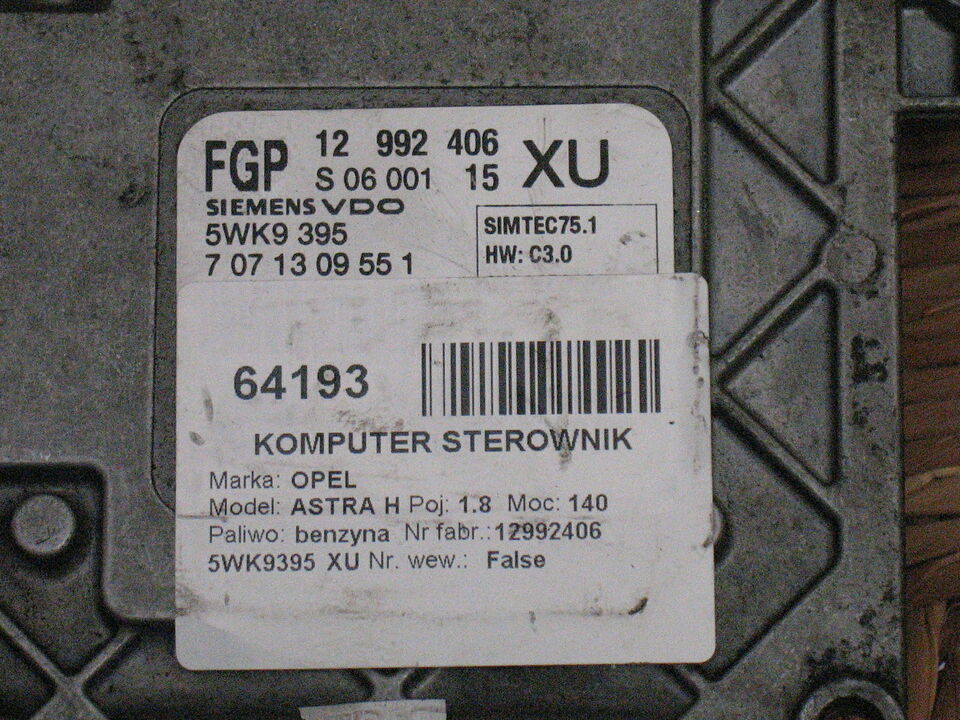 FGP 12 992 406 XU
S 06 001 15
SIEMENS VDO
5WK9 395
7 07 13 09 55 1
SIMTEC75.1
HW: C3.0
64193
KOMPUTER STEROWNIK
Marka: OPEL
Model: ASTRA H Poj: 1.8 Moc: 140
Paliwo: benzyna Nr fabr.: 12992406
5WK9395 XU Nr. wew.: False